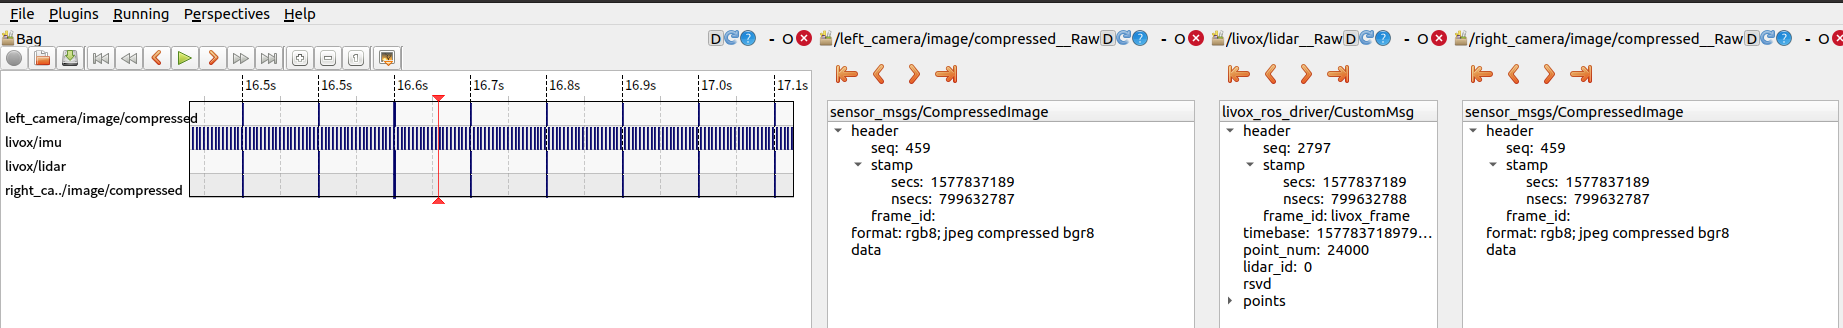 File Plugins Running Perspectives Help
Bag D ? - O
16.5s 16.5s 16.6s 16.7s 16.8s 16.9s 17.0s 17.1s
left_camera/image/compressed
livox/imu
livox/lidar
right_ca../image/compressed
/left_camera/image/compressed__Raw D ? - O
sensor_msgs/CompressedImage
header
seq: 459
stamp
secs: 1577837189
nsecs: 799632787
frame_id:
format: rgb8; jpeg compressed bgr8
data
/livox/lidar__Raw D ? - O
livox_ros_driver/CustomMsg
header
seq: 2797
stamp
secs: 1577837189
nsecs: 799632788
frame_id: livox_frame
timebase: 157783718979...
point_num: 24000
lidar_id: 0
rsvd
points
/right_camera/image/compressed__Raw D ? - O
sensor_msgs/CompressedImage
header
seq: 459
stamp
secs: 1577837189
nsecs: 799632787
frame_id:
format: rgb8; jpeg compressed bgr8
data